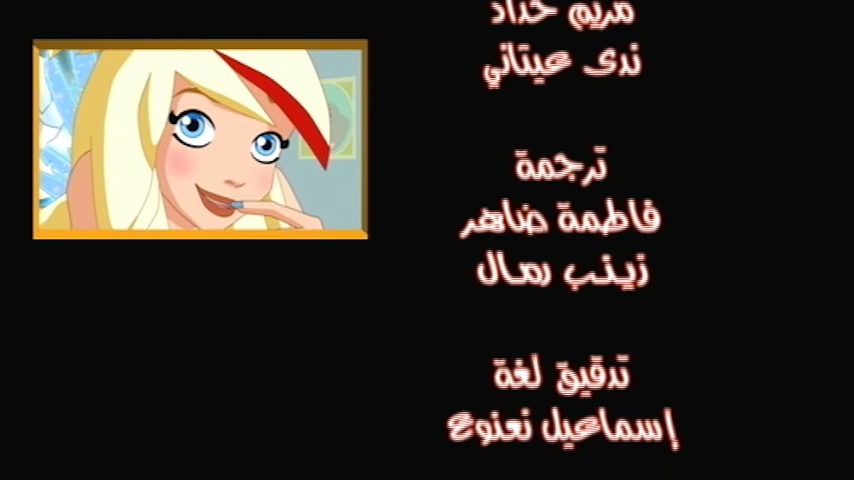 مريم حداد
ندى عيتاني
ترجمة
فاطمة ضاهر
زينب رمال
تدقيق لغة
إسماعيل نعنوع